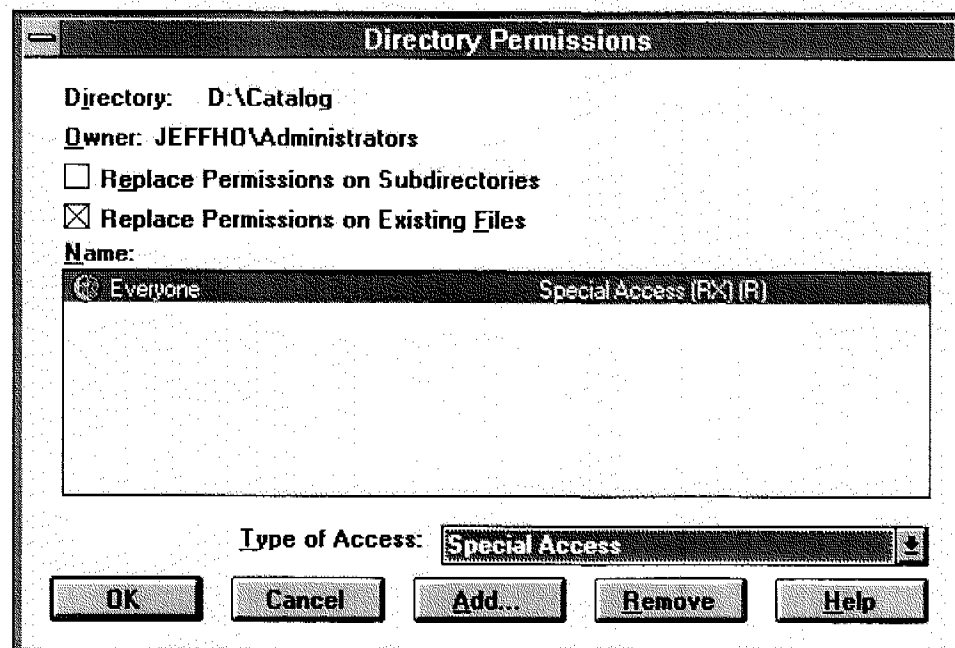 Directory Permissions
Directory: D:\Catalog
Owner: JEFFHO\Administrators
Replace Permissions on Subdirectories
Replace Permissions on Existing Files
Name:
Everyone Special Access (RX) (R)
Type of Access: Special Access
OK Cancel Add... Remove Help